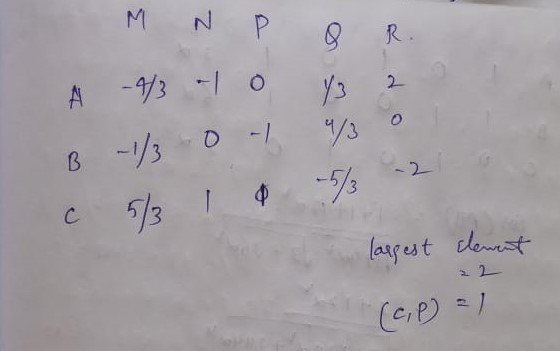 M N P Q R.
A -4/3 -1 0 1/3 2
B -1/3 0 -1 4/3 0
C 5/3 1 1 -5/3 -2
largest element
= 2
(C,P) = 1